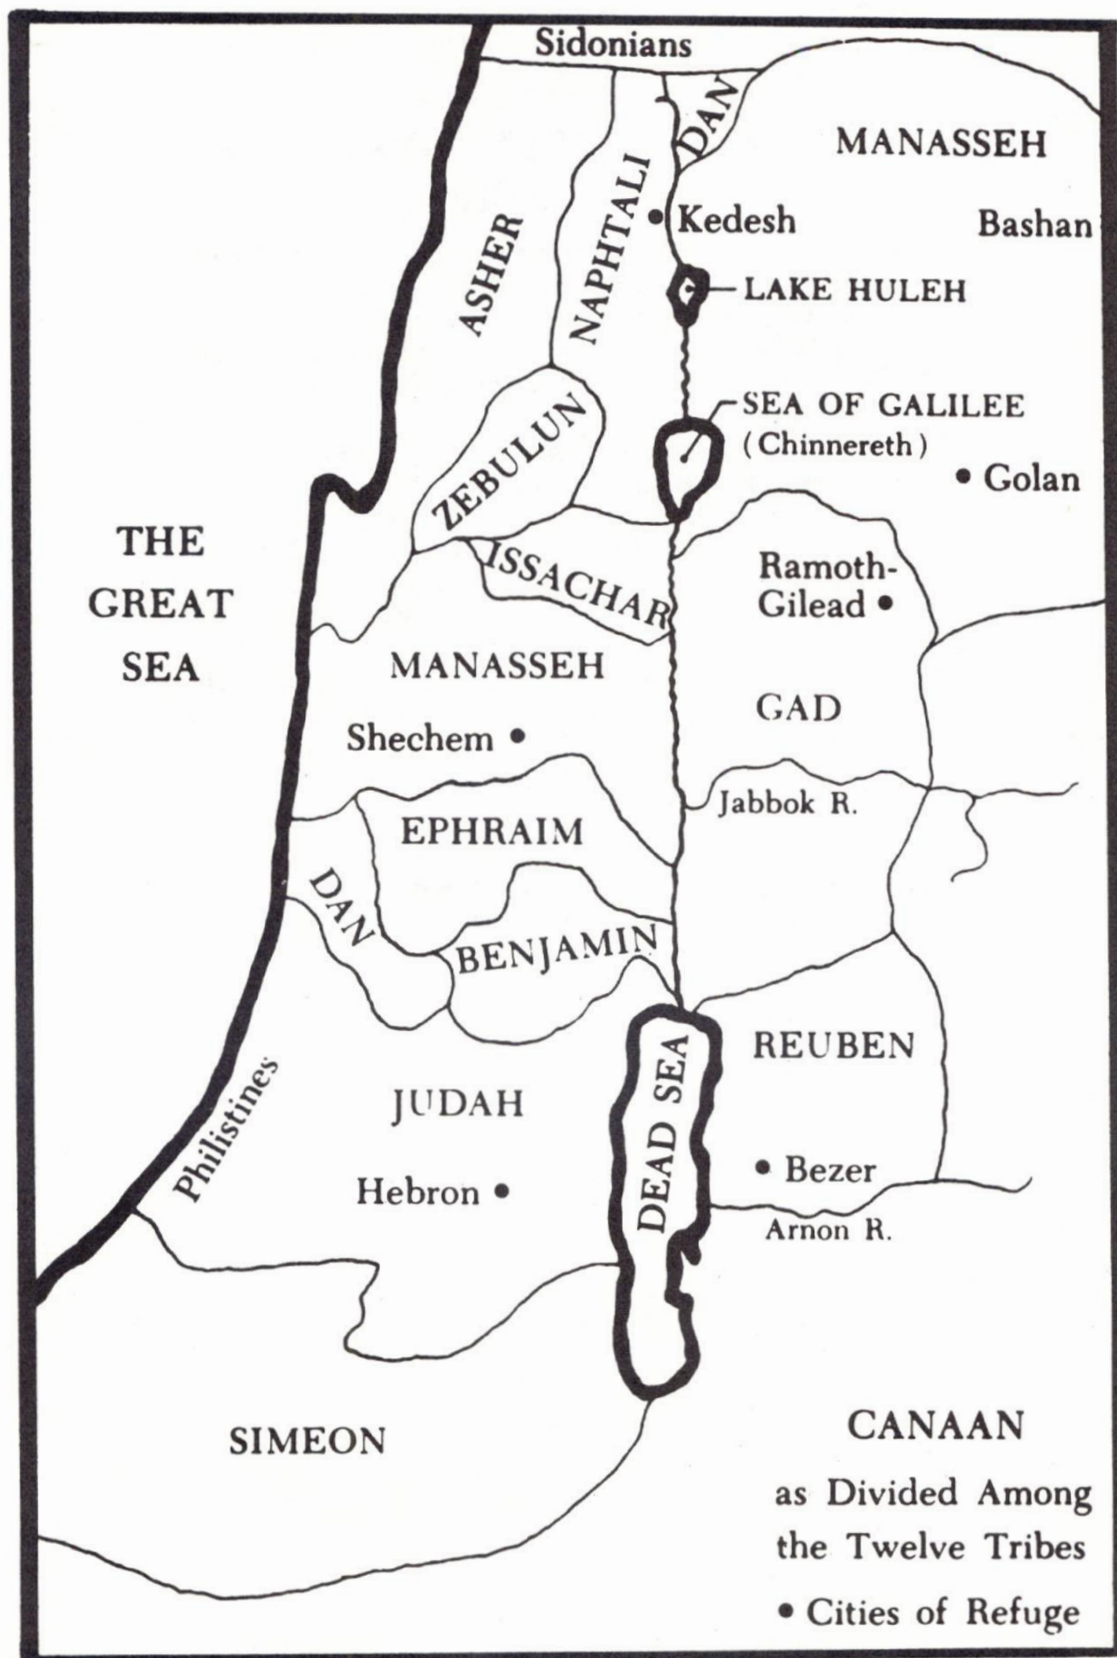 Sidonians
DAN
MANASSEH
NAPHTALI
Kedesh
Bashan
ASHER
LAKE HULEH
SEA OF GALILEE
(Chinnereth)
ZEBULUN
Golan
THE
GREAT
SEA
ISSACHAR
Ramoth-
Gilead
MANASSEH
GAD
Shechem
Jabbok R.
EPHRAIM
DAN
BENJAMIN
REUBEN
DEAD SEA
JUDAH
Philistines
Hebron
Bezer
Arnon R.
SIMEON
CANAAN
as Divided Among
the Twelve Tribes
• Cities of Refuge